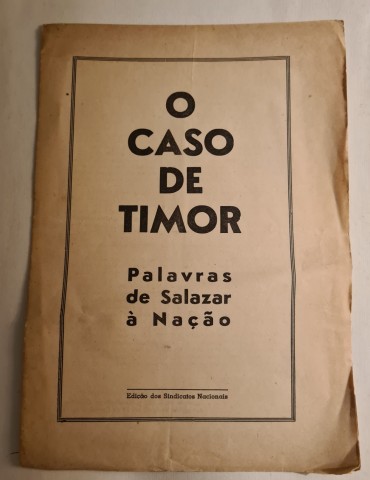 O
CASO
DE
TIMOR
Palavras
de Salazar
à Nação
Edição dos Sindicatos Nacionais